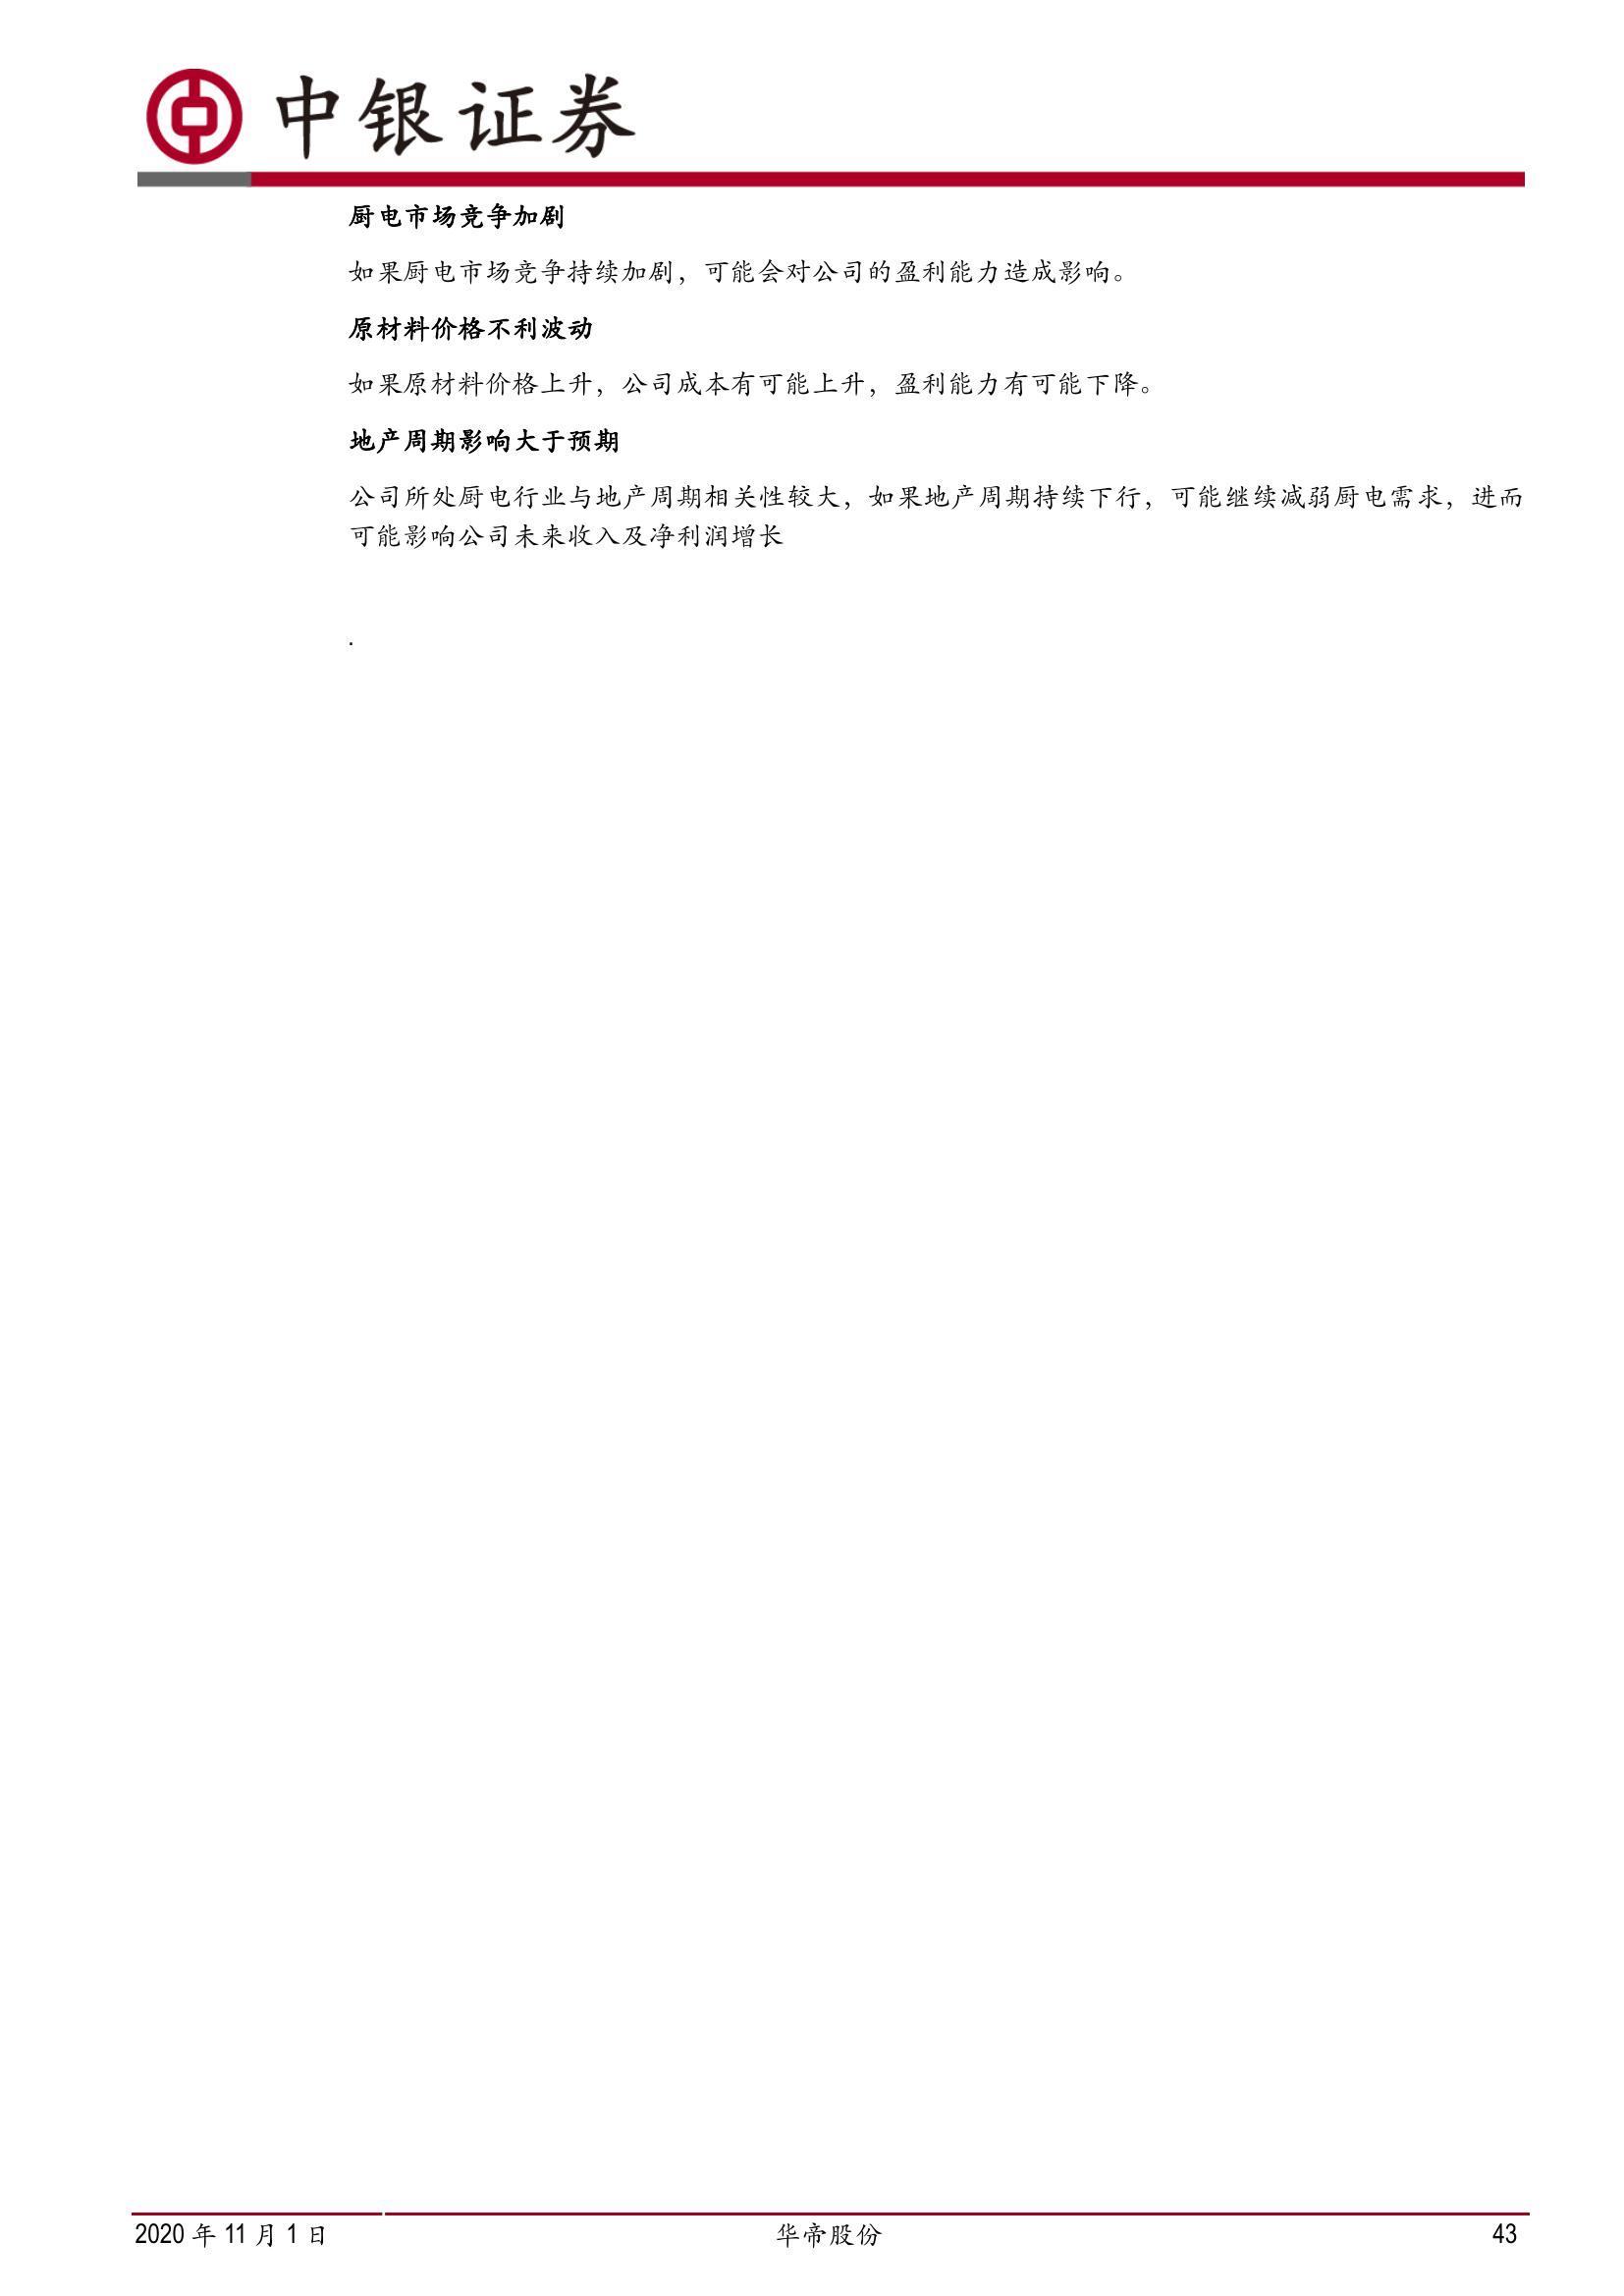 中银证券
厨电市场竞争加剧
如果厨电市场竞争持续加剧，可能会对公司的盈利能力造成影响。
原材料价格不利波动
如果原材料价格上升，公司成本有可能上升，盈利能力有可能下降。
地产周期影响大于预期
公司所处厨电行业与地产周期相关性较大，如果地产周期持续下行，可能继续减弱厨电需求，进而
可能影响公司未来收入及净利润增长
.
2020 年 11 月 1 日 华帝股份 43